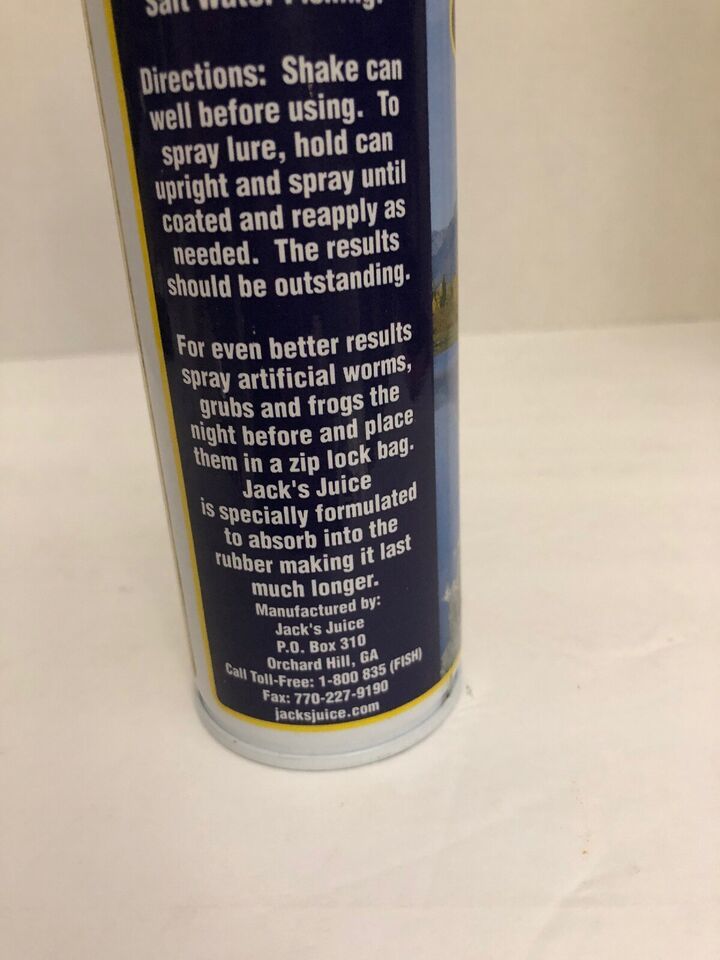 Salt Water Fishing.
Directions: Shake can
well before using. To
spray lure, hold can
upright and spray until
coated and reapply as
needed. The results
should be outstanding.
For even better results
spray artificial worms,
grubs and frogs the
night before and place
them in a zip lock bag.
Jack's Juice
is specially formulated
to absorb into the
rubber making it last
much longer.
Manufactured by:
Jack's Juice
P.O. Box 310
Orchard Hill, GA
Call Toll-Free: 1-800 835 (FISH)
Fax: 770-227-9190
jacksjuice.com